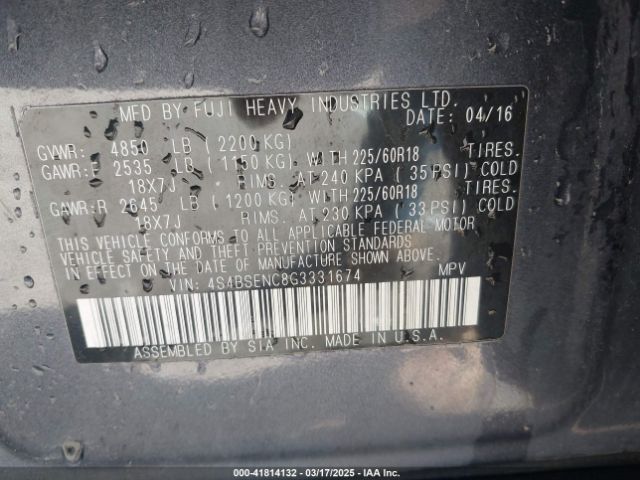 MFD BY FUJI HEAVY INDUSTRIES LTD.
DATE: 04/16
GVWR: 4850 LB (2200 KG)
GAWR:F 2535 LB (1150 KG) WITH 225/60R18 TIRES.
18X7J RIMS. AT 240 KPA (35 PSI) COLD
GAWR:R 2645 LB (1200 KG) WITH 225/60R18 TIRES.
18X7J RIMS. AT 230 KPA (33 PSI) COLD
THIS VEHICLE CONFORMS TO ALL APPLICABLE FEDERAL MOTOR
VEHICLE SAFETY AND THEFT PREVENTION STANDARDS
IN EFFECT ON THE DATE OF MANUFACTURE SHOWN ABOVE.
VIN: 4S4BSENC8G3331674 MPV
ASSEMBLED BY SIA INC. MADE IN U.S.A.
000-41814132 - 03/17/2025 - IAA Inc.